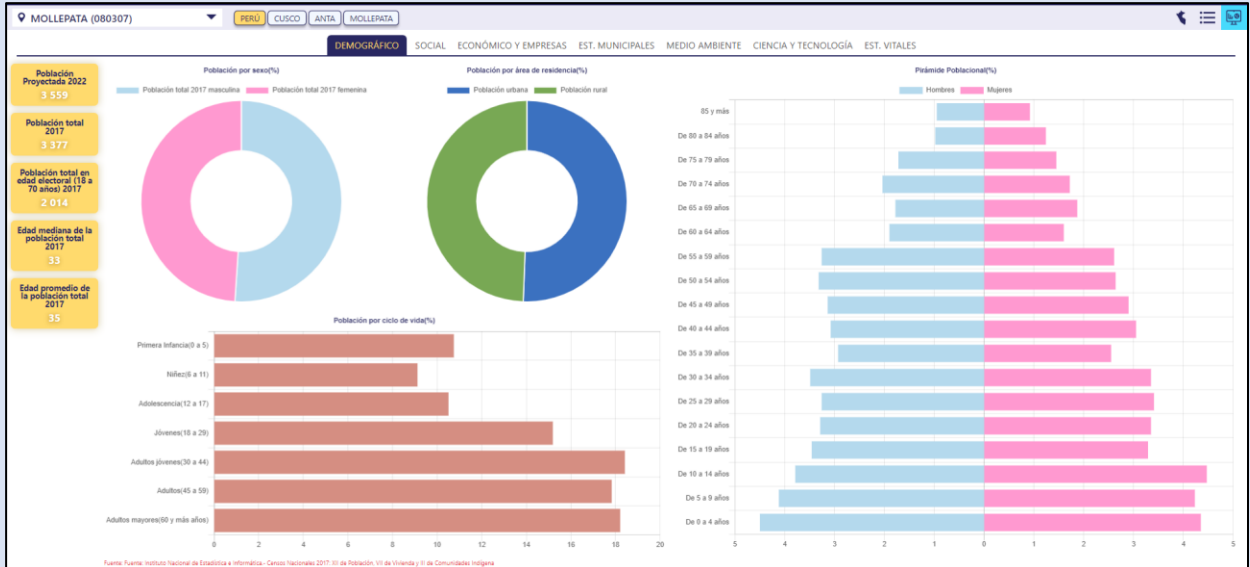 MOLLEPATA (080307)
PERÚ
CUSCO
ANTA
MOLLEPATA
DEMOGRÁFICO
SOCIAL
ECONÓMICO Y EMPRESAS
EST. MUNICIPALES
MEDIO AMBIENTE
CIENCIA Y TECNOLOGÍA
EST. VITALES
Población
Proyectada 2022
3 559
Población total
2017
3 377
Población total en
edad electoral (18 a
70 años) 2017
2 014
Edad mediana de la
población total
2017
33
Edad promedio de
la población total
2017
35
Población por sexo(%)
Población total 2017 masculina
Población total 2017 femenina
Población por área de residencia(%)
Población urbana
Población rural
Población por ciclo de vida(%)
Primera Infancia(0 a 5)
Niñez(6 a 11)
Adolescencia(12 a 17)
Jóvenes(18 a 29)
Adultos jóvenes(30 a 44)
Adultos(45 a 59)
Adultos mayores(60 y más años)
0 2 4 6 8 10 12 14 16 18 20
Pirámide Poblacional(%)
Hombres
Mujeres
85 y más
De 80 a 84 años
De 75 a 79 años
De 70 a 74 años
De 65 a 69 años
De 60 a 64 años
De 55 a 59 años
De 50 a 54 años
De 45 a 49 años
De 40 a 44 años
De 35 a 39 años
De 30 a 34 años
De 25 a 29 años
De 20 a 24 años
De 15 a 19 años
De 10 a 14 años
De 5 a 9 años
De 0 a 4 años
5 4 3 2 1 0 1 2 3 4 5
Fuente: Fuente: Instituto Nacional de Estadística e Informática - Censos Nacionales 2017: XII de Población, VII de Vivienda y III de Comunidades Indígena